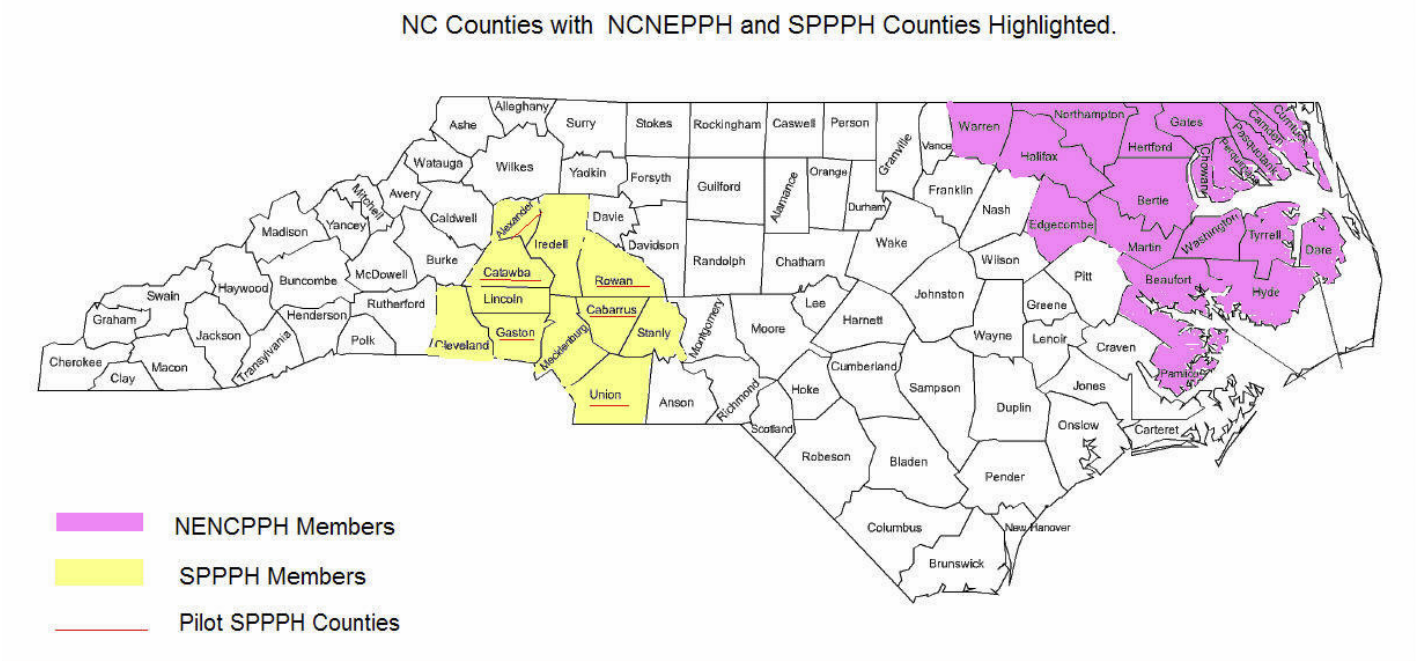 NC Counties with NCNEPPH and SPPPH Counties Highlighted.
Alleghany
Ashe
Surry
Stokes
Rockingham
Caswell
Person
Granville
Vance
Warren
Northampton
Gates
Camden
Currituck
Pasquotank
Perquimans
Chowan
Hertford
Halifax
Watauga
Wilkes
Yadkin
Forsyth
Guilford
Alamance
Orange
Durham
Franklin
Nash
Edgecombe
Bertie
Martin
Washington
Tyrrell
Dare
Mitchell
Avery
Caldwell
Alexander
Iredell
Davie
Davidson
Randolph
Chatham
Wake
Wilson
Pitt
Beaufort
Hyde
Madison
Yancey
Burke
McDowell
Buncombe
Haywood
Swain
Graham
Catawba
Rowan
Rutherford
Lincoln
Cabarrus
Stanly
Montgomery
Moore
Lee
Harnett
Johnston
Greene
Lenoir
Wayne
Craven
Pamlico
Henderson
Jackson
Transylvania
Polk
Cleveland
Gaston
Mecklenburg
Cherokee
Clay
Macon
Union
Anson
Richmond
Scotland
Hoke
Cumberland
Sampson
Duplin
Jones
Onslow
Carteret
Robeson
Bladen
Pender
Columbus
New Hanover
Brunswick
NENCPPH Members
SPPPH Members
Pilot SPPPH Counties